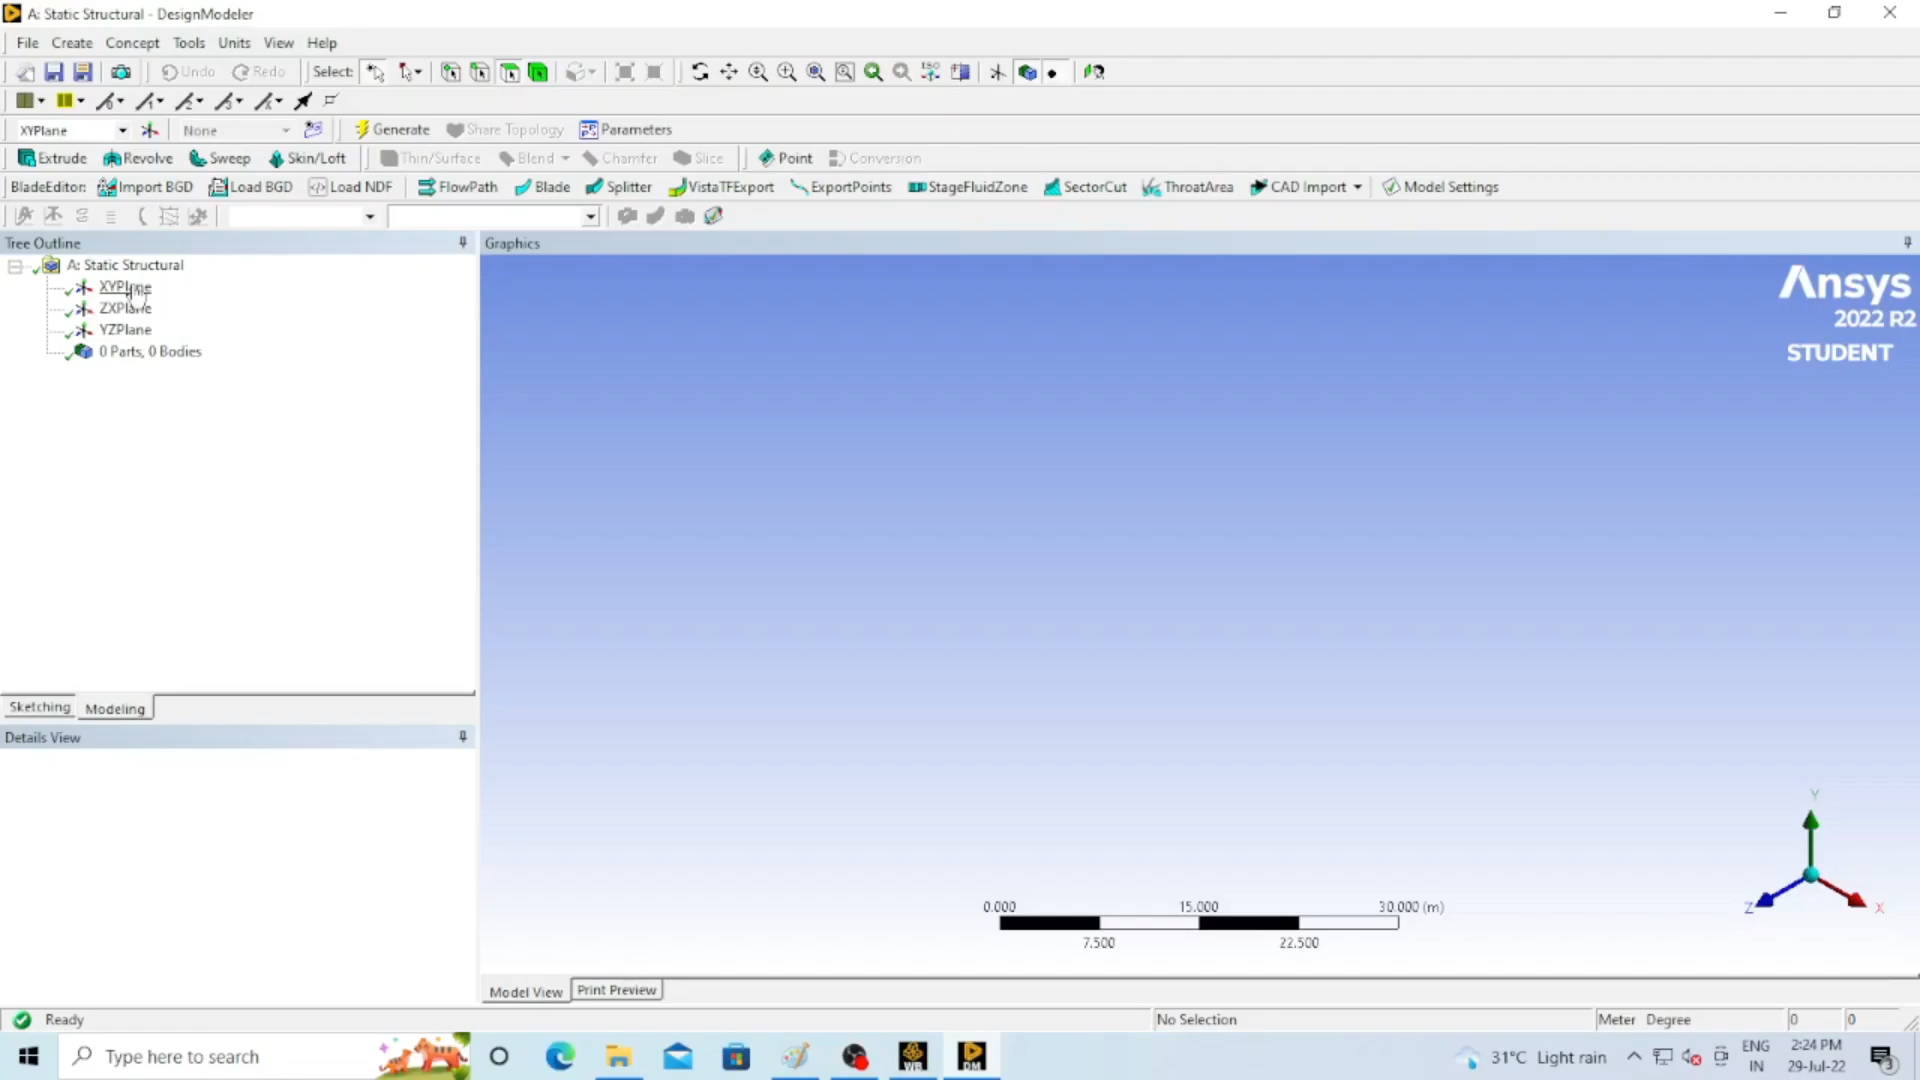 A: Static Structural - DesignModeler
File Create Concept Tools Units View Help
Undo Redo Select:
XYPlane None Generate Share Topology Parameters
Extrude Revolve Sweep Skin/Loft Thin/Surface Blend Chamfer Slice Point Conversion
BladeEditor: Import BGD Load BGD Load NDF FlowPath Blade Splitter VistaTFExport ExportPoints StageFluidZone SectorCut ThroatArea CAD Import Model Settings
Tree Outline Graphics
A: Static Structural
XYPlane
ZXPlane
YZPlane
0 Parts, 0 Bodies
Ansys
2022 R2
STUDENT
Sketching Modeling
Details View
Y
Z X
0.000 15.000 30.000 (m)
7.500 22.500
Model View Print Preview
Ready No Selection Meter Degree 0 0
Type here to search
WB DM
31°C Light rain
ENG
IN
2:24 PM
29-Jul-22
3